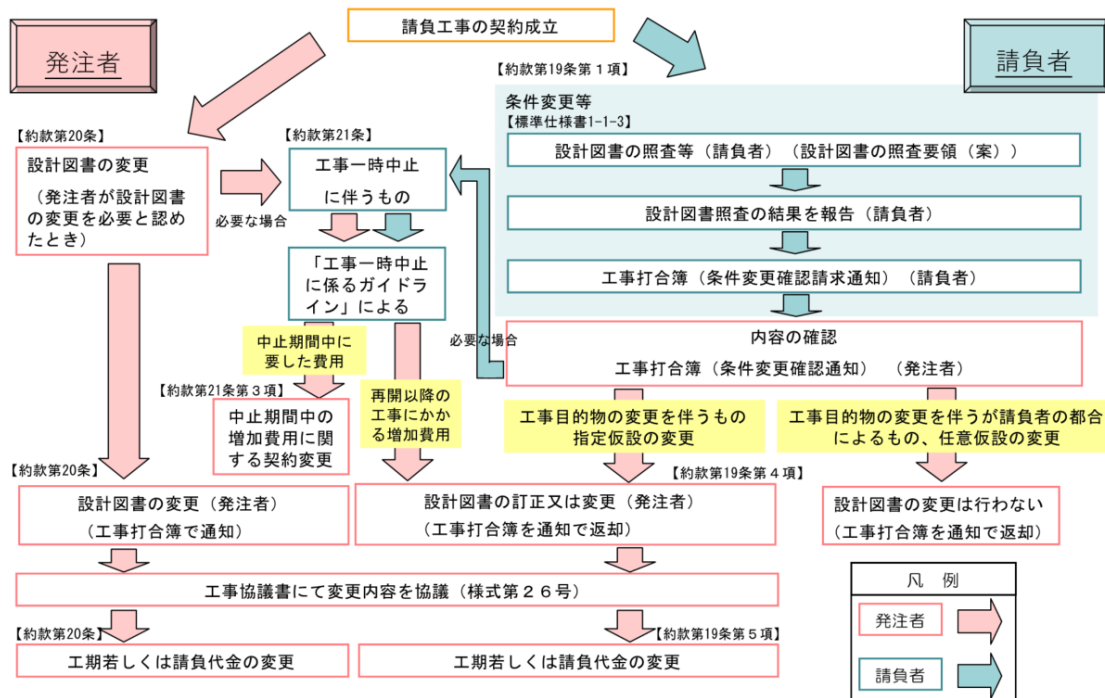 請負工事の契約成立
発注者
請負者
【約款第19条第１項】
条件変更等
【標準仕様書1-1-3】
設計図書の照査等（請負者）（設計図書の照査要領（案））
設計図書照査の結果を報告（請負者）
工事打合簿（条件変更確認請求通知）（請負者）
【約款第20条】
設計図書の変更
（発注者が設計図書
の変更を必要と認め
たとき）
必要な場合
【約款第21条】
工事一時中止
に伴うもの
「工事一時中止
に係るガイドラ
イン」による
必要な場合
内容の確認
工事打合簿（条件変更確認通知）　（発注者）
中止期間中に
要した費用
【約款第21条第３項】
中止期間中の
増加費用に関
する契約変更
再開以降の
工事にかか
る増加費用
工事目的物の変更を伴うもの
指定仮設の変更
工事目的物の変更を伴うが請負者の都合
によるもの、任意仮設の変更
【約款第20条】
設計図書の変更（発注者）
（工事打合簿で通知）
【約款第19条第４項】
設計図書の訂正又は変更（発注者）
（工事打合簿を通知で返却）
設計図書の変更は行わない
（工事打合簿を通知で返却）
工事協議書にて変更内容を協議（様式第２６号）
【約款第20条】
工期若しくは請負代金の変更
【約款第19条第５項】
工期若しくは請負代金の変更
凡　例
発注者
請負者